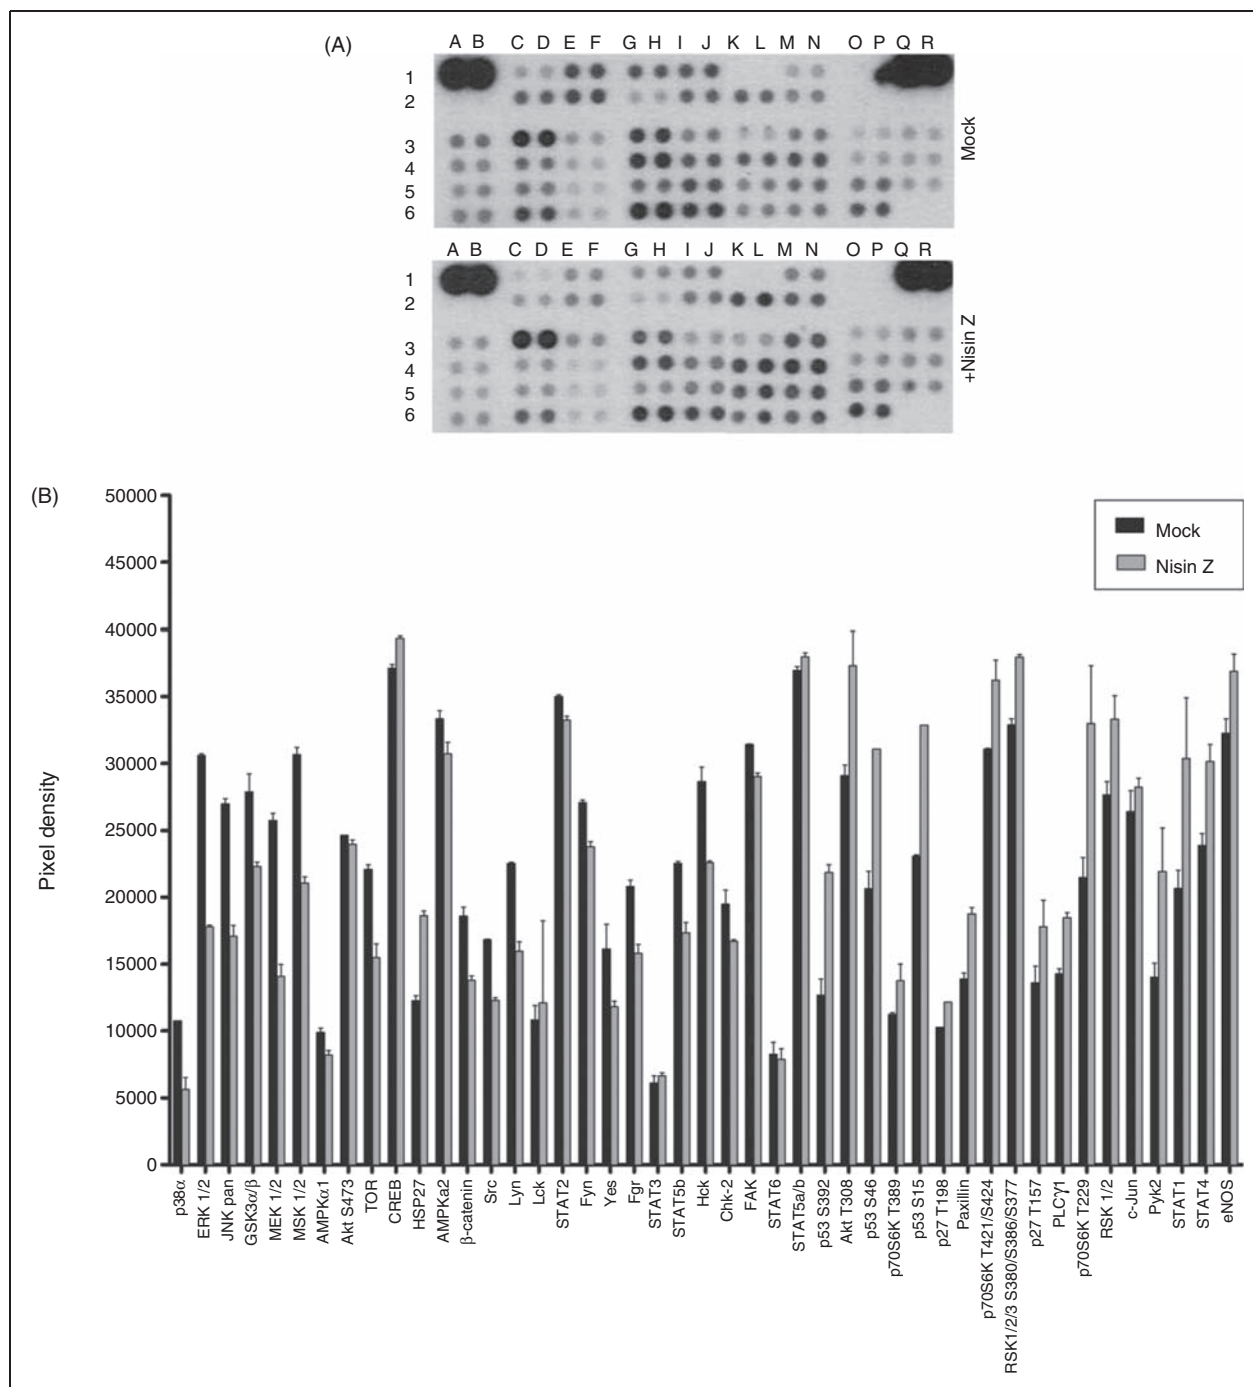 (A)
A B C D E F G H I J K L M N O P Q R
1
2
3
4
5
6
Mock
A B C D E F G H I J K L M N O P Q R
1
2
3
4
5
6
+Nisin Z
(B)
50000
45000
40000
35000
30000
25000
20000
15000
10000
5000
0
Pixel density
Mock
Nisin Z
p38α
ERK 1/2
JNK pan
GSK3α/β
MEK 1/2
MSK 1/2
AMPKα1
Akt S473
TOR
CREB
HSP27
AMPKa2
β-catenin
Src
Lyn
Lck
STAT2
Fyn
Yes
Fgr
STAT3
STAT5b
Hck
Chk-2
FAK
STAT6
STAT5a/b
p53 S392
Akt T308
p53 S46
p70S6K T389
p53 S15
p27 T198
Paxillin
p70S6K T421/S424
RSK1/2/3 S380/S386/S377
p27 T157
PLCγ1
p70S6K T229
RSK 1/2
c-Jun
Pyk2
STAT1
STAT4
eNOS